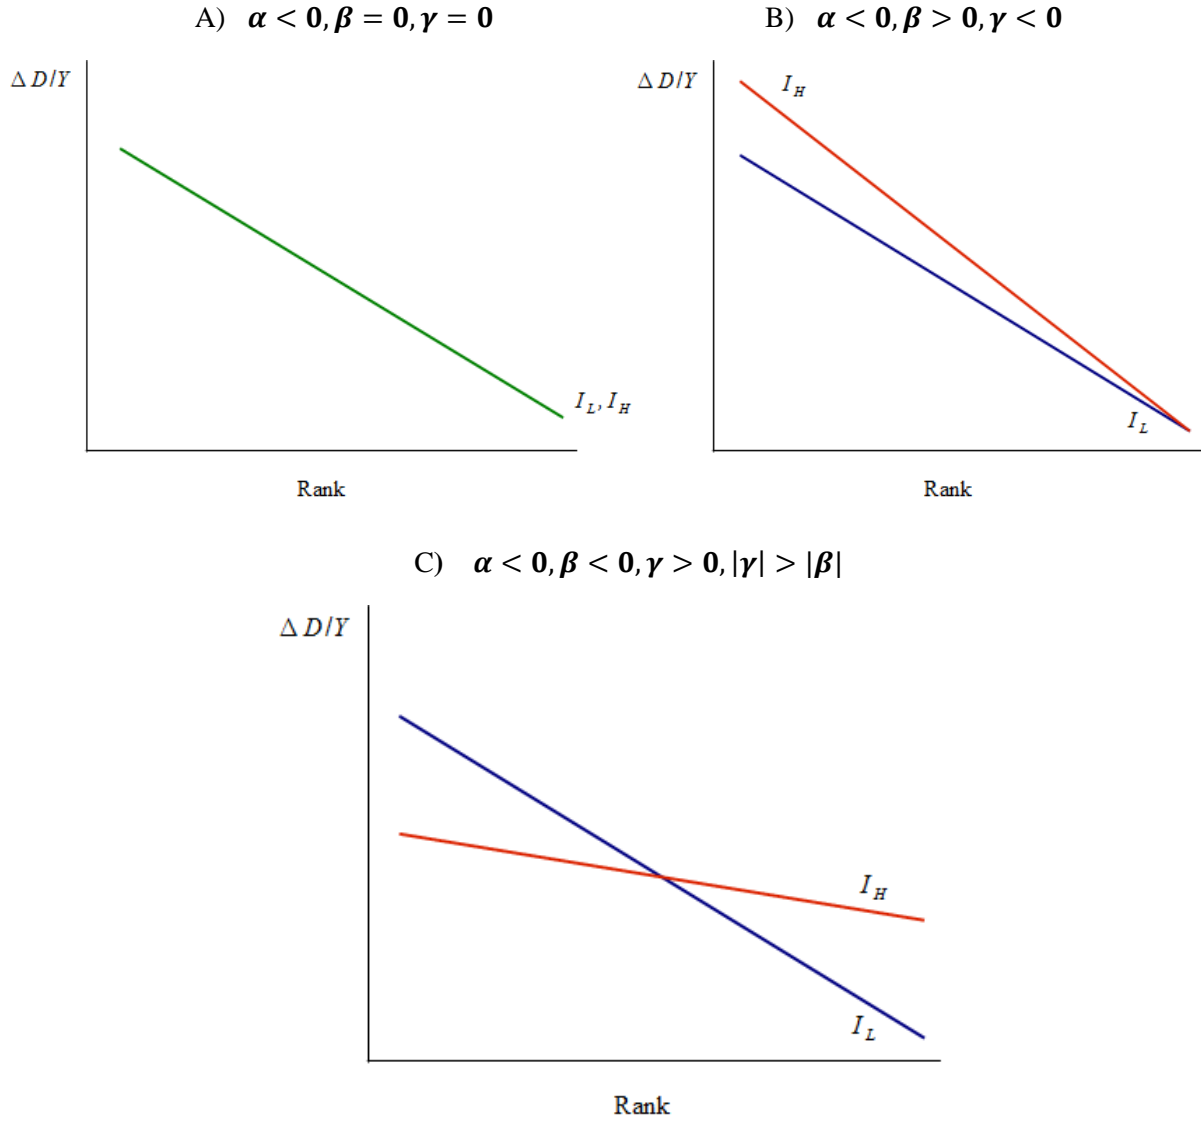 A) α < 0, β = 0, γ = 0
Δ D/Y
I_L, I_H
Rank
B) α < 0, β > 0, γ < 0
Δ D/Y
I_H
I_L
Rank
C) α < 0, β < 0, γ > 0, |γ| > |β|
Δ D/Y
I_H
I_L
Rank